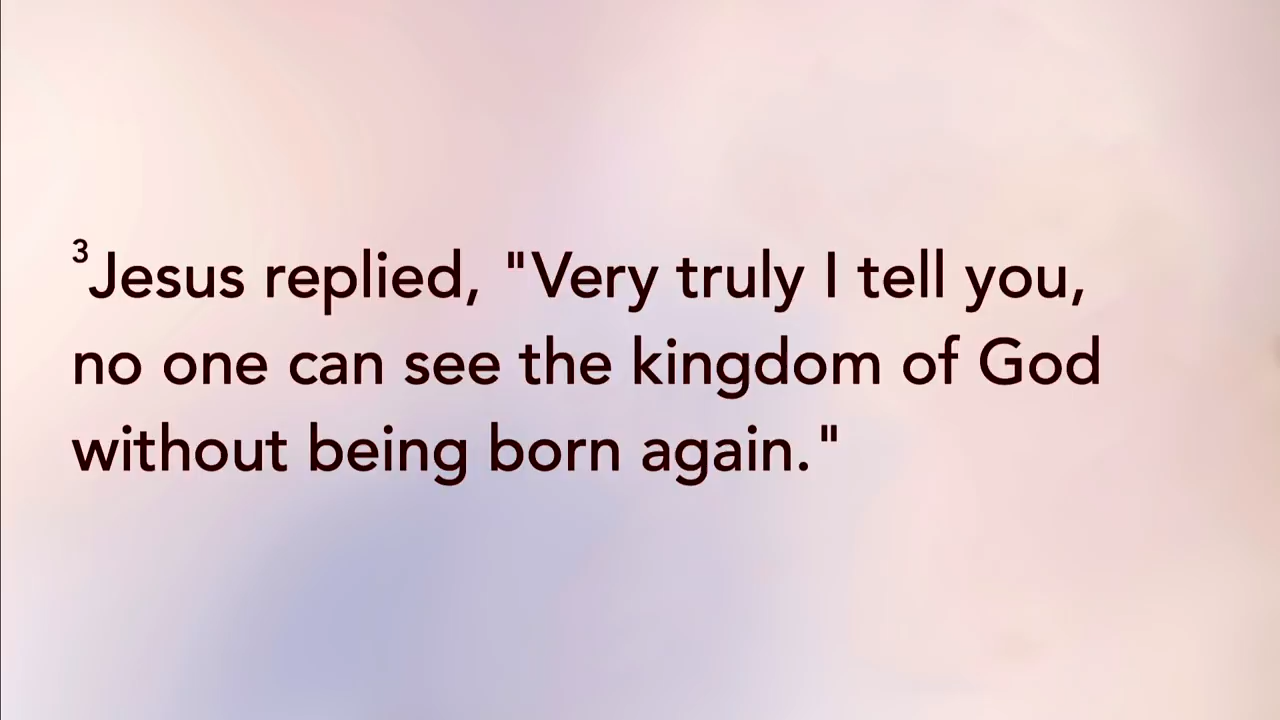 ³Jesus replied, "Very truly I tell you,
no one can see the kingdom of God
without being born again."